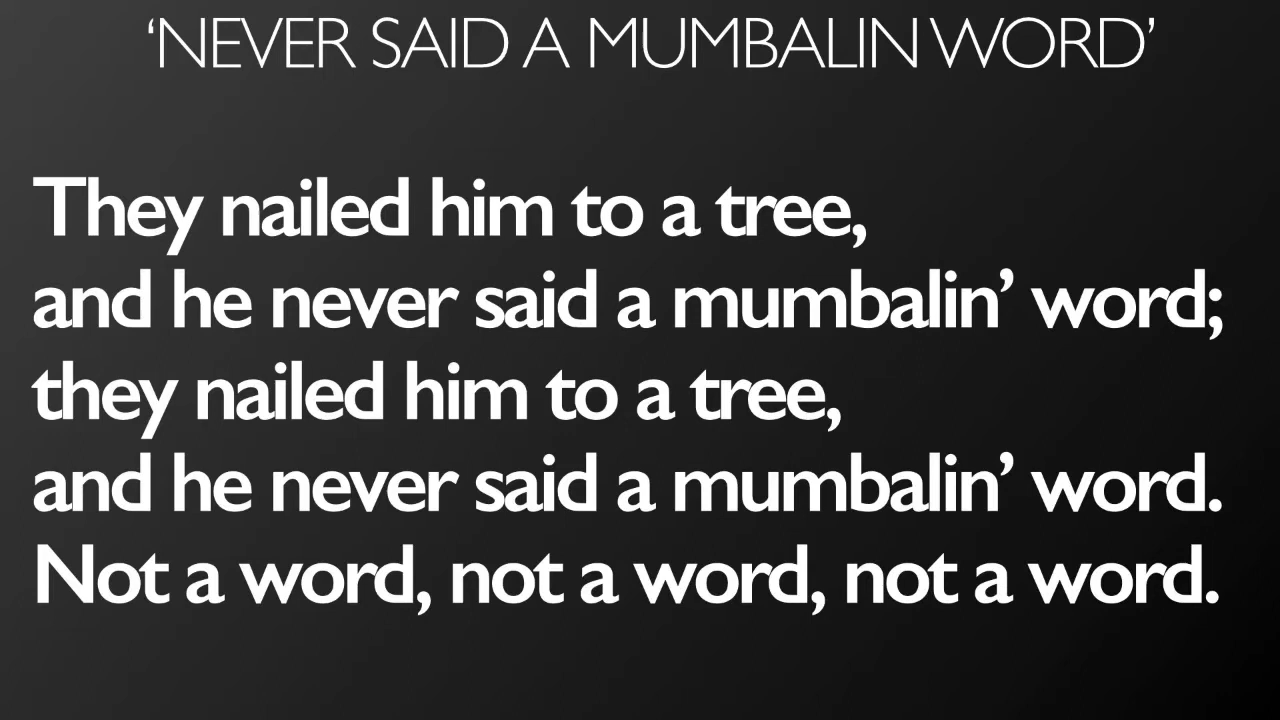 ‘NEVER SAID A MUMBALIN WORD’
They nailed him to a tree,
and he never said a mumbalin’ word;
they nailed him to a tree,
and he never said a mumbalin’ word.
Not a word, not a word, not a word.